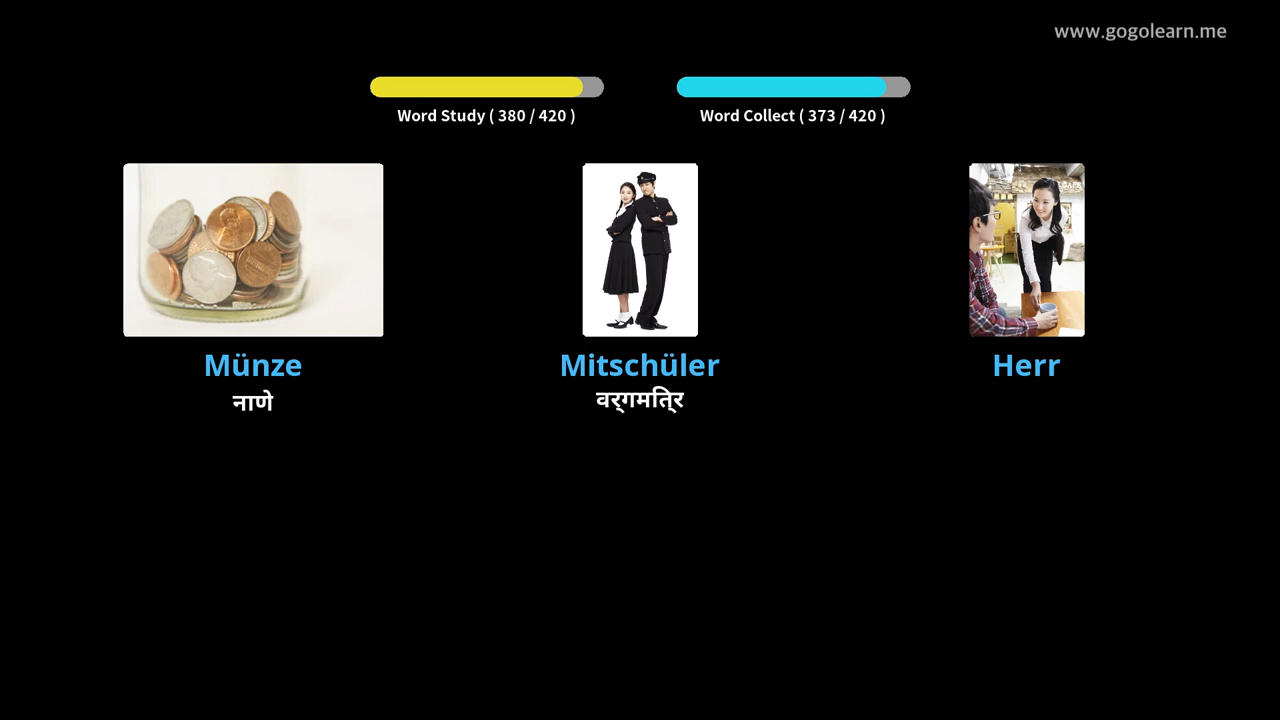 www.gogolearn.me
Word Study ( 380 / 420 )
Word Collect ( 373 / 420 )
Münze
Mitschüler
Herr
नाणे
वर्गमित्र